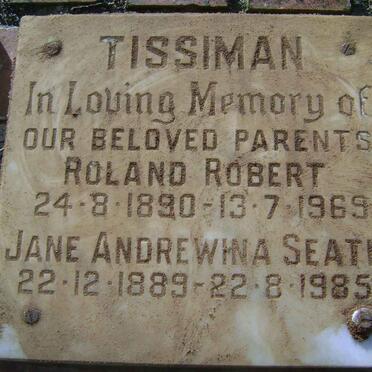 TISSIMAN
In Loving Memory of
OUR BELOVED PARENTS
ROLAND ROBERT
24·8·1890-13·7·1969
JANE ANDREWINA SEATH
22·12·1889-22·8·1985